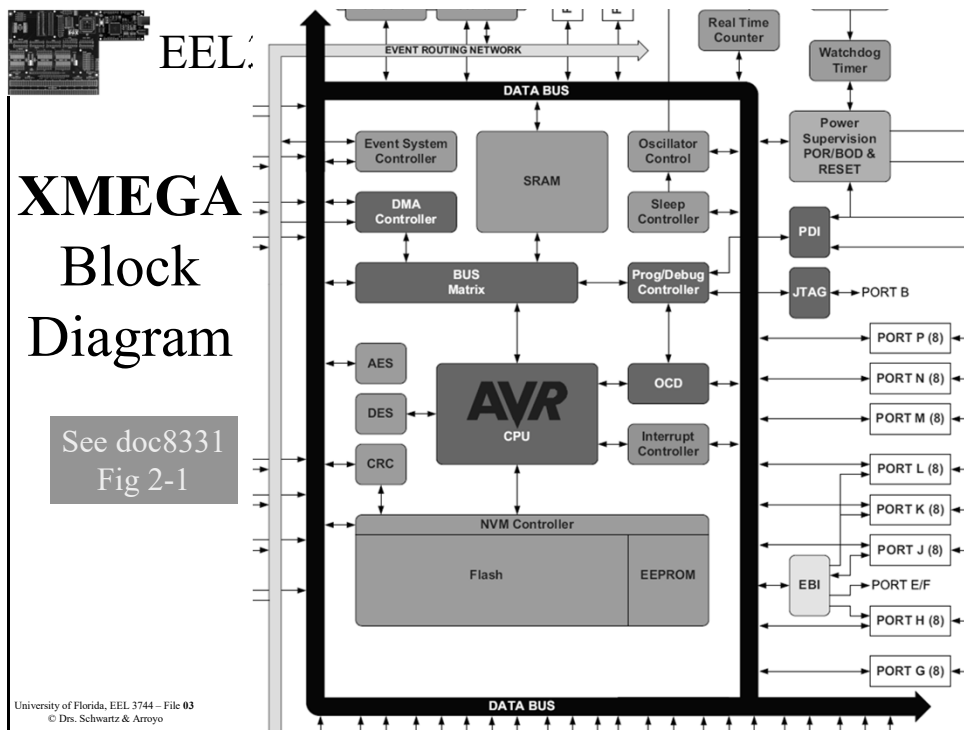 EEL
XMEGA
Block
Diagram
See doc8331
Fig 2-1
University of Florida, EEL 3744 – File 03
© Drs. Schwartz & Arroyo
EVENT ROUTING NETWORK
DATA BUS
Real Time
Counter
Watchdog
Timer
Event System
Controller
SRAM
Oscillator
Control
Power
Supervision
POR/BOD &
RESET
DMA
Controller
Sleep
Controller
PDI
BUS
Matrix
Prog/Debug
Controller
JTAG
PORT B
PORT P (8)
AES
AVR
CPU
OCD
PORT N (8)
DES
PORT M (8)
Interrupt
Controller
CRC
PORT L (8)
PORT K (8)
NVM Controller
Flash
EEPROM
PORT J (8)
EBI
PORT E/F
PORT H (8)
PORT G (8)
DATA BUS